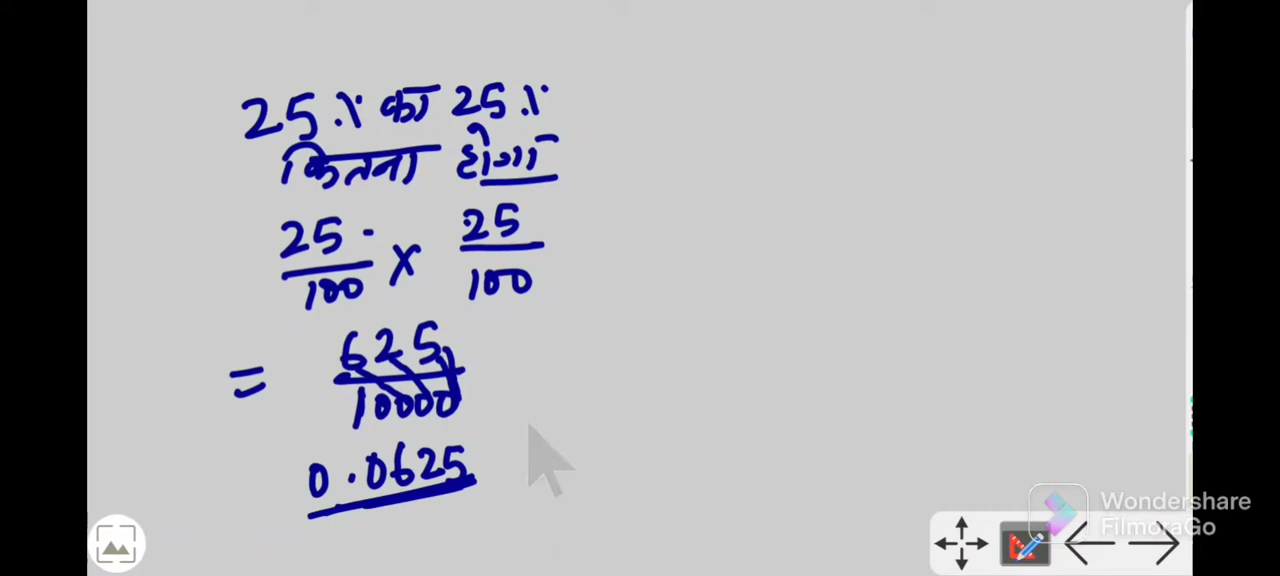 25% का 25%
कितना होगा
25/100 × 25/100
= 625/10000
0.0625
Wondershare
FilmoraGo